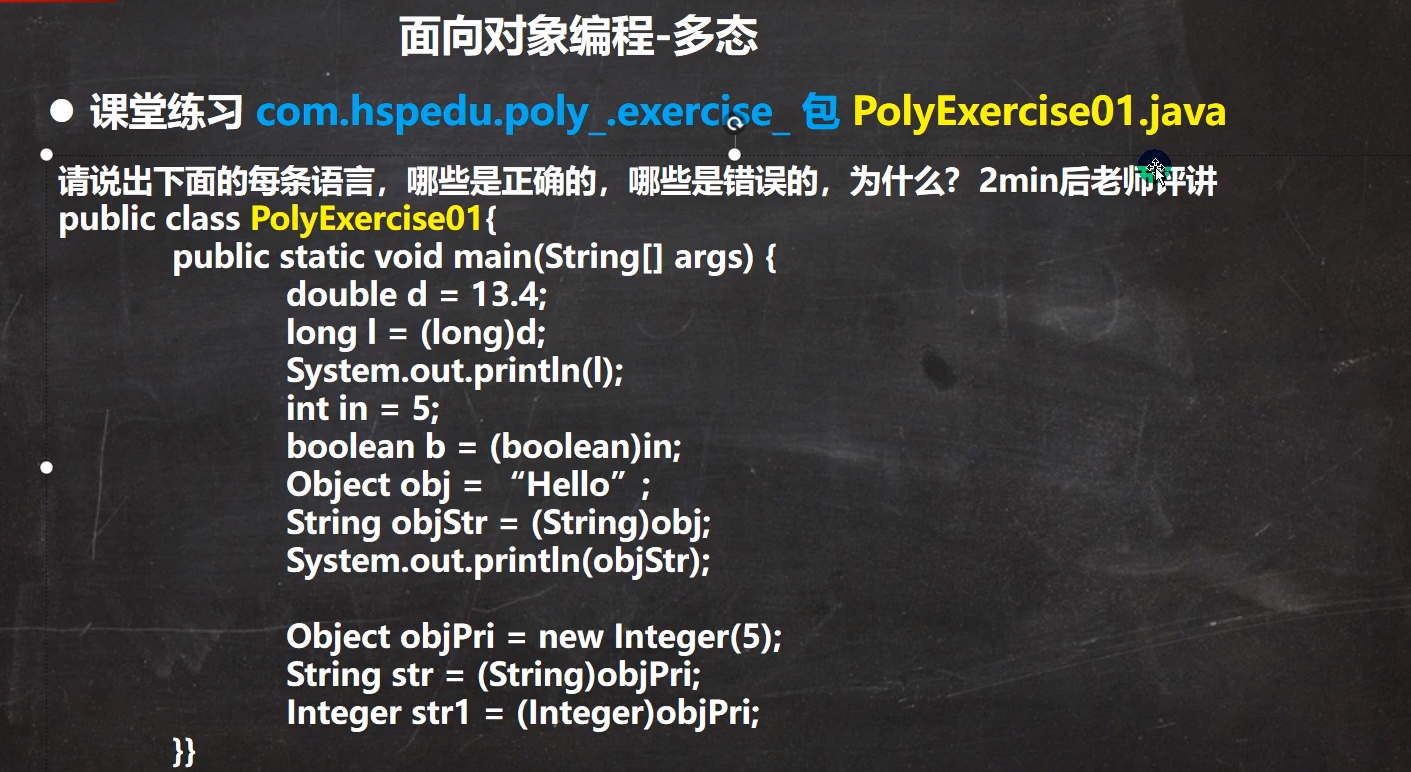 面向对象编程-多态
● 课堂练习 com.hspedu.poly_.exercise_ 包 PolyExercise01.java
请说出下面的每条语言，哪些是正确的，哪些是错误的，为什么？2min后老师评讲
public class PolyExercise01{
public static void main(String[] args) {
double d = 13.4;
long l = (long)d;
System.out.println(l);
int in = 5;
boolean b = (boolean)in;
Object obj = “Hello”;
String objStr = (String)obj;
System.out.println(objStr);
Object objPri = new Integer(5);
String str = (String)objPri;
Integer str1 = (Integer)objPri;
}}